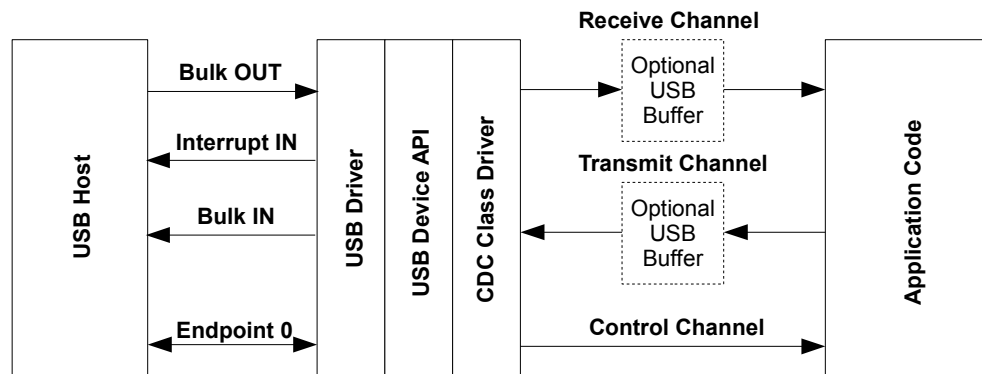 Receive Channel
Bulk OUT
Optional
USB
Buffer
Interrupt IN
Transmit Channel
Bulk IN
Optional
USB
Buffer
Endpoint 0
Control Channel
USB Host
USB Driver
USB Device API
CDC Class Driver
Application Code